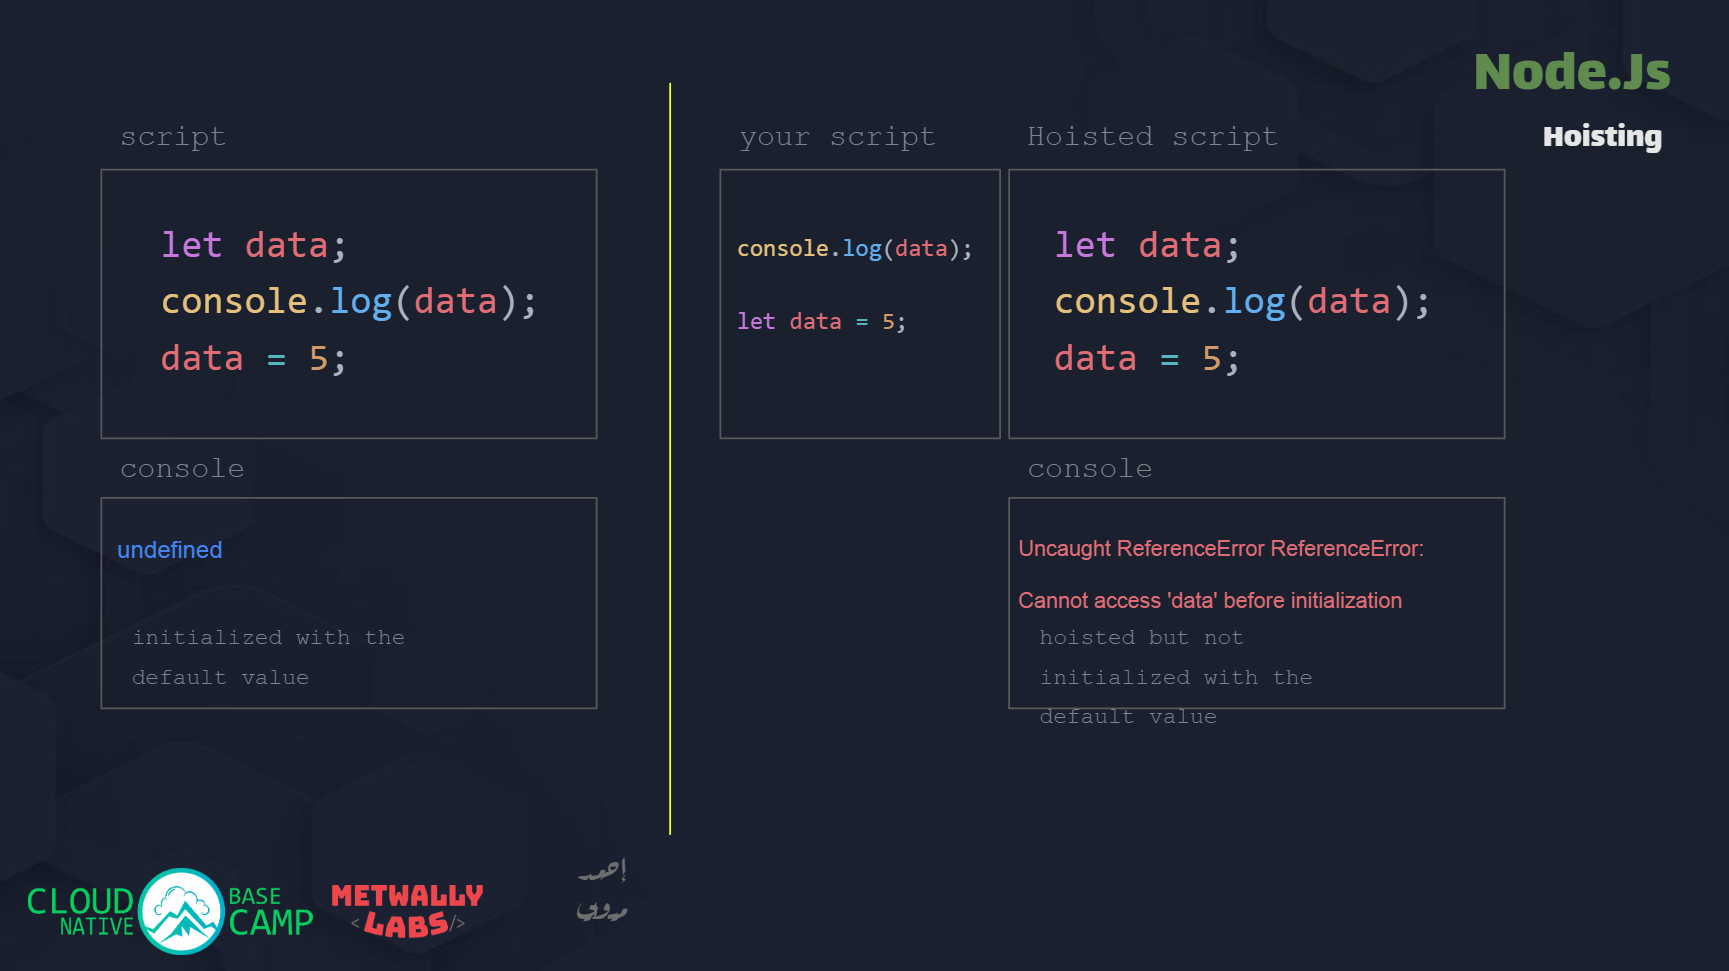 Node.Js
Hoisting
script
let data;
console.log(data);
data = 5;
console
undefined
initialized with the
default value
your script
console.log(data);
let data = 5;
Hoisted script
let data;
console.log(data);
data = 5;
console
Uncaught ReferenceError ReferenceError:
Cannot access 'data' before initialization
hoisted but not
initialized with the
default value
CLOUD NATIVE BASE CAMP
METWALLY
<LABS/>